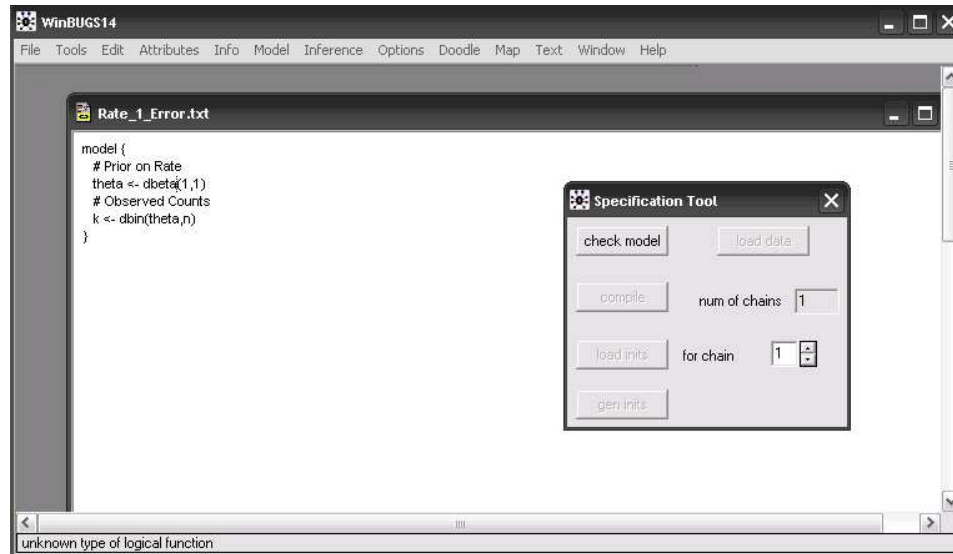 WinBUGS14
File Tools Edit Attributes Info Model Inference Options Doodle Map Text Window Help
Rate_1_Error.txt
model {
# Prior on Rate
theta <- dbeta(1,1)
# Observed Counts
k <- dbin(theta,n)
}
Specification Tool
check model load data
compile num of chains 1
load inits for chain 1
gen inits
unknown type of logical function